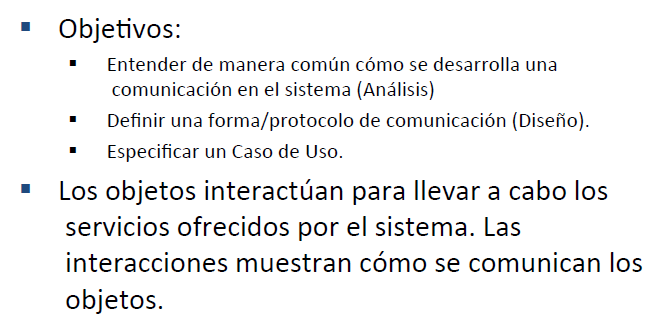 ▪ Objetivos:
▪ Entender de manera común cómo se desarrolla una
comunicación en el sistema (Análisis)
▪ Definir una forma/protocolo de comunicación (Diseño).
▪ Especificar un Caso de Uso.
▪ Los objetos interactúan para llevar a cabo los
servicios ofrecidos por el sistema. Las
interacciones muestran cómo se comunican los
objetos.